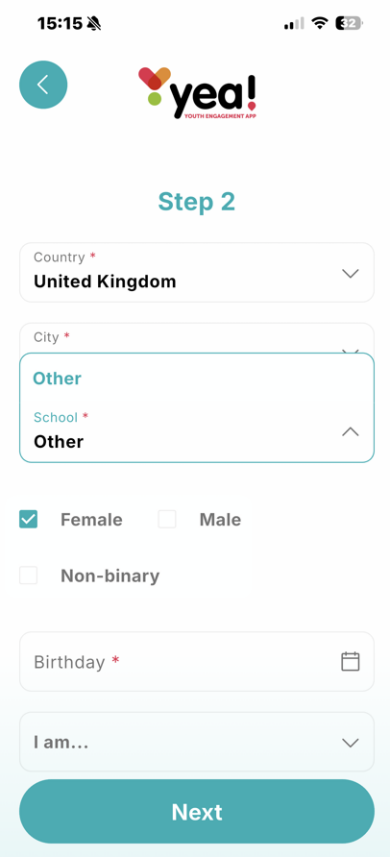 15:15
32
yea!
YOUTH ENGAGEMENT APP
Step 2
Country *
United Kingdom
City *
Other
School *
Other
Female Male
Non-binary
Birthday *
I am...
Next